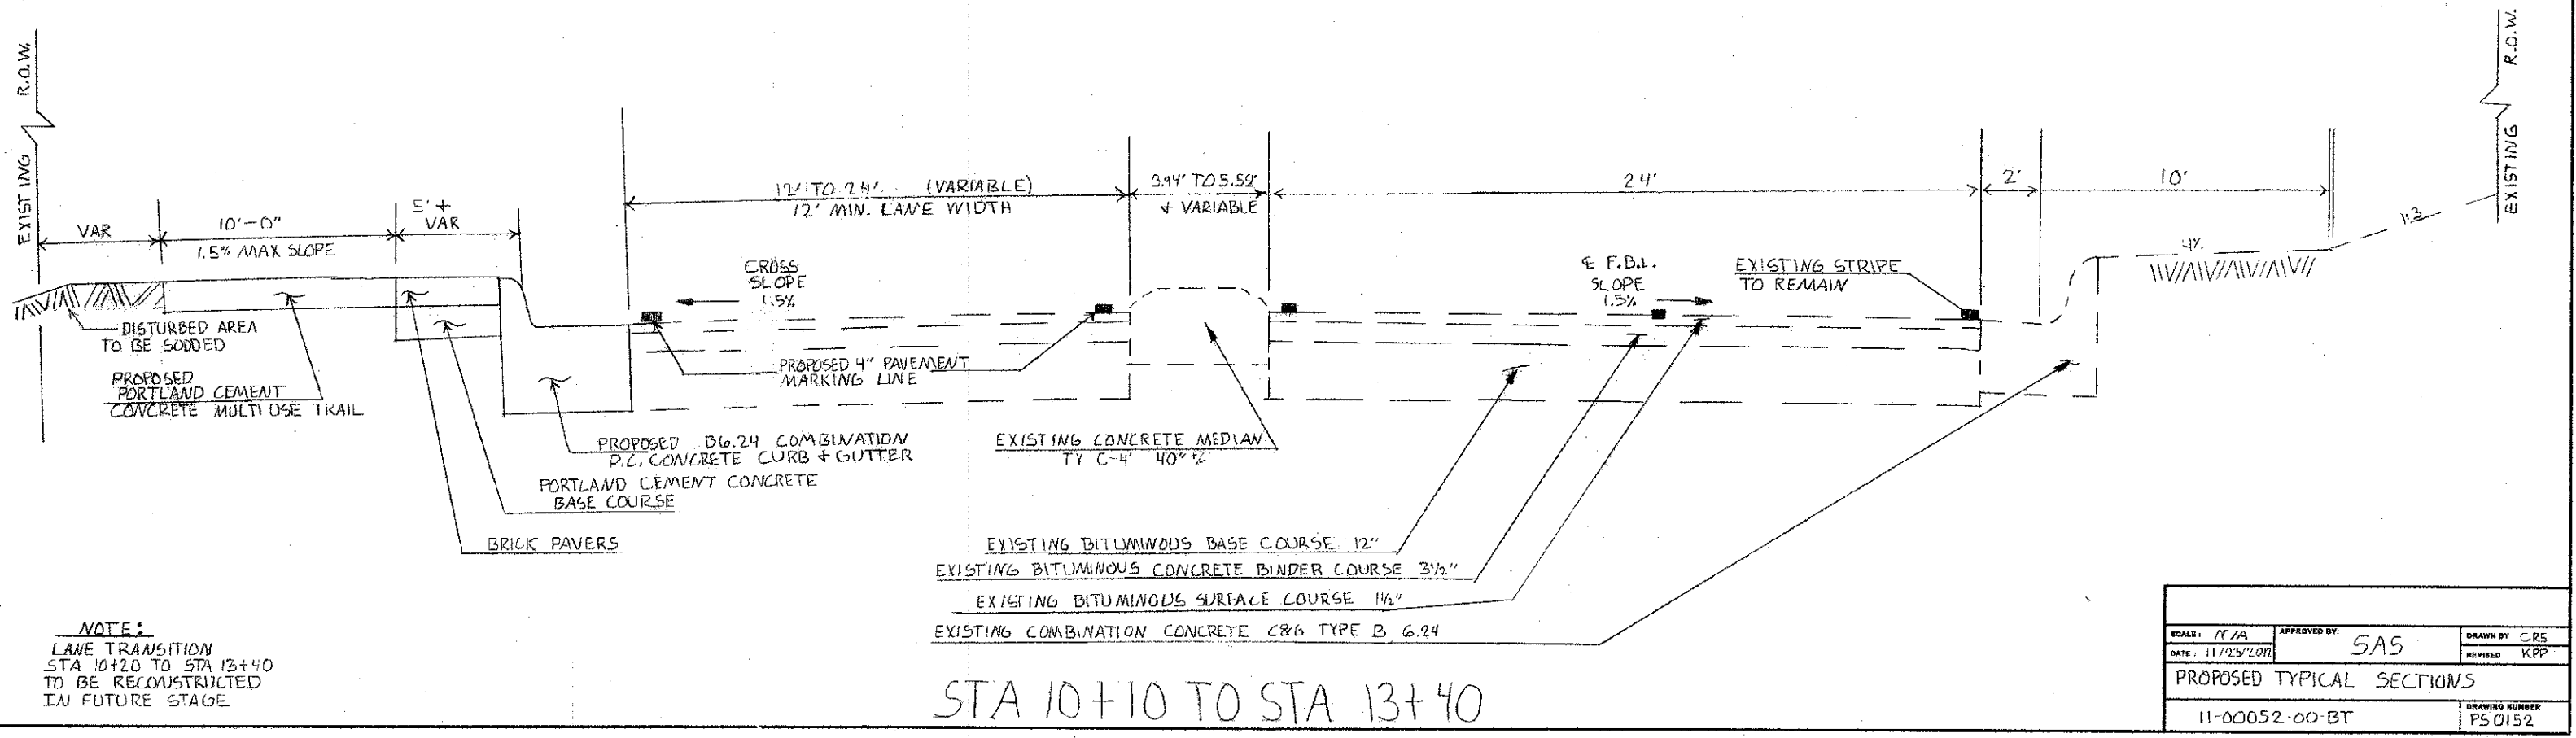 EXISTING R.O.W.
VAR
10'-0"
1.5% MAX SLOPE
5' +
VAR
12' TO 24' (VARIABLE)
12' MIN. LANE WIDTH
+ VARIABLE
24'
2'
10'
EXISTING R.O.W.
1:3
4%
CROSS
SLOPE
1.5%
℄ E.B.L.
SLOPE
1.5%
EXISTING STRIPE
TO REMAIN
DISTURBED AREA
TO BE SODDED
PROPOSED
PORTLAND CEMENT
CONCRETE MULTI USE TRAIL
PROPOSED 4" PAVEMENT
MARKING LINE
PROPOSED B6.24 COMBINATION
P.C. CONCRETE CURB + GUTTER
PORTLAND CEMENT CONCRETE
BASE COURSE
BRICK PAVERS
EXISTING CONCRETE MEDIAN
TY C-4' 40"
EXISTING BITUMINOUS BASE COURSE 12"
EXISTING BITUMINOUS CONCRETE BINDER COURSE 3½"
EXISTING BITUMINOUS SURFACE COURSE 1½"
EXISTING COMBINATION CONCRETE C&G TYPE B 6.24
NOTE:
LANE TRANSITION
STA 10+20 TO STA 13+40
TO BE RECONSTRUCTED
IN FUTURE STAGE
STA 10+10 TO STA 13+40
SCALE: N/A
APPROVED BY: SAS
DRAWN BY CRS
DATE: 11/23/2012
REVISED KPP
PROPOSED TYPICAL SECTIONS
11-00052-00-BT
DRAWING NUMBER
PS0152